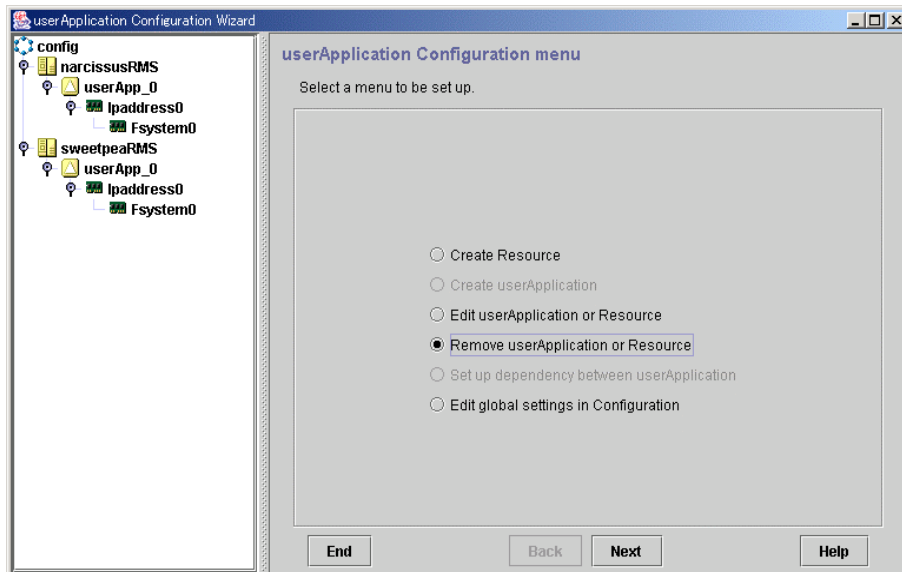 userApplication Configuration Wizard
config
narcissusRMS
userApp_0
Ipaddress0
Fsystem0
sweetpeaRMS
userApp_0
Ipaddress0
Fsystem0
userApplication Configuration menu
Select a menu to be set up.
Create Resource
Create userApplication
Edit userApplication or Resource
Remove userApplication or Resource
Set up dependency between userApplication
Edit global settings in Configuration
End Back Next Help